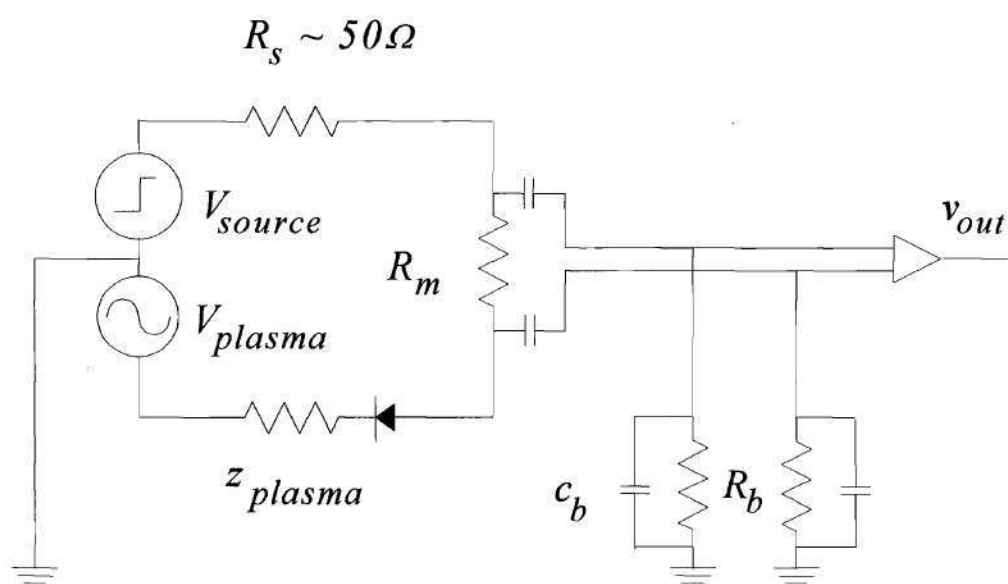 R_s ~ 50Ω
V_source
v_out
R_m
V_plasma
z_plasma
c_b
R_b